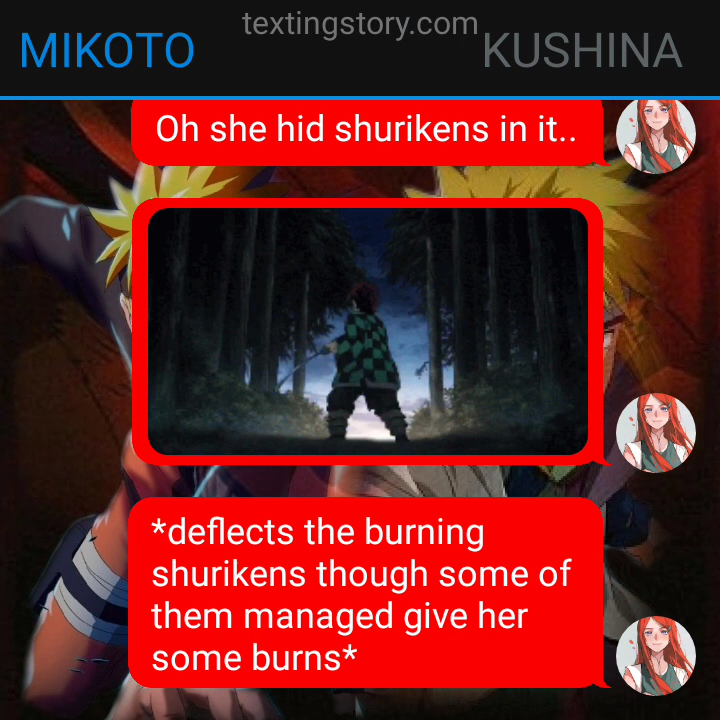 textingstory.com
MIKOTO
KUSHINA
Oh she hid shurikens in it..
*deflects the burning
shurikens though some of
them managed give her
some burns*